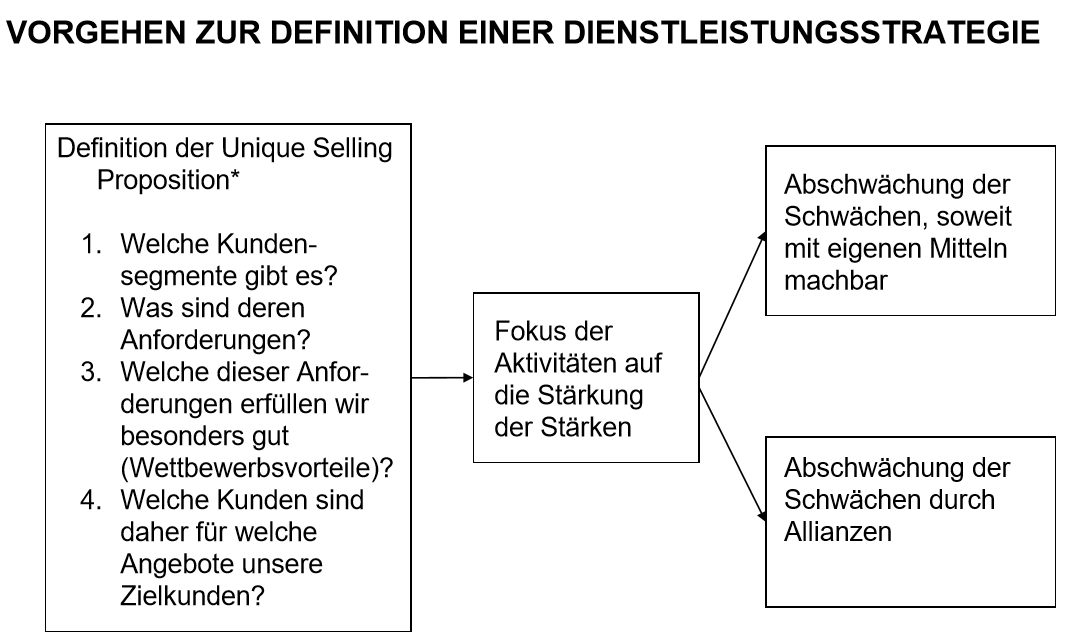 VORGEHEN ZUR DEFINITION EINER DIENSTLEISTUNGSSTRATEGIE
Definition der Unique Selling
Proposition*
1. Welche Kunden-
segmente gibt es?
2. Was sind deren
Anforderungen?
3. Welche dieser Anfor-
derungen erfüllen wir
besonders gut
(Wettbewerbsvorteile)?
4. Welche Kunden sind
daher für welche
Angebote unsere
Zielkunden?
Fokus der
Aktivitäten auf
die Stärkung
der Stärken
Abschwächung der
Schwächen, soweit
mit eigenen Mitteln
machbar
Abschwächung der
Schwächen durch
Allianzen